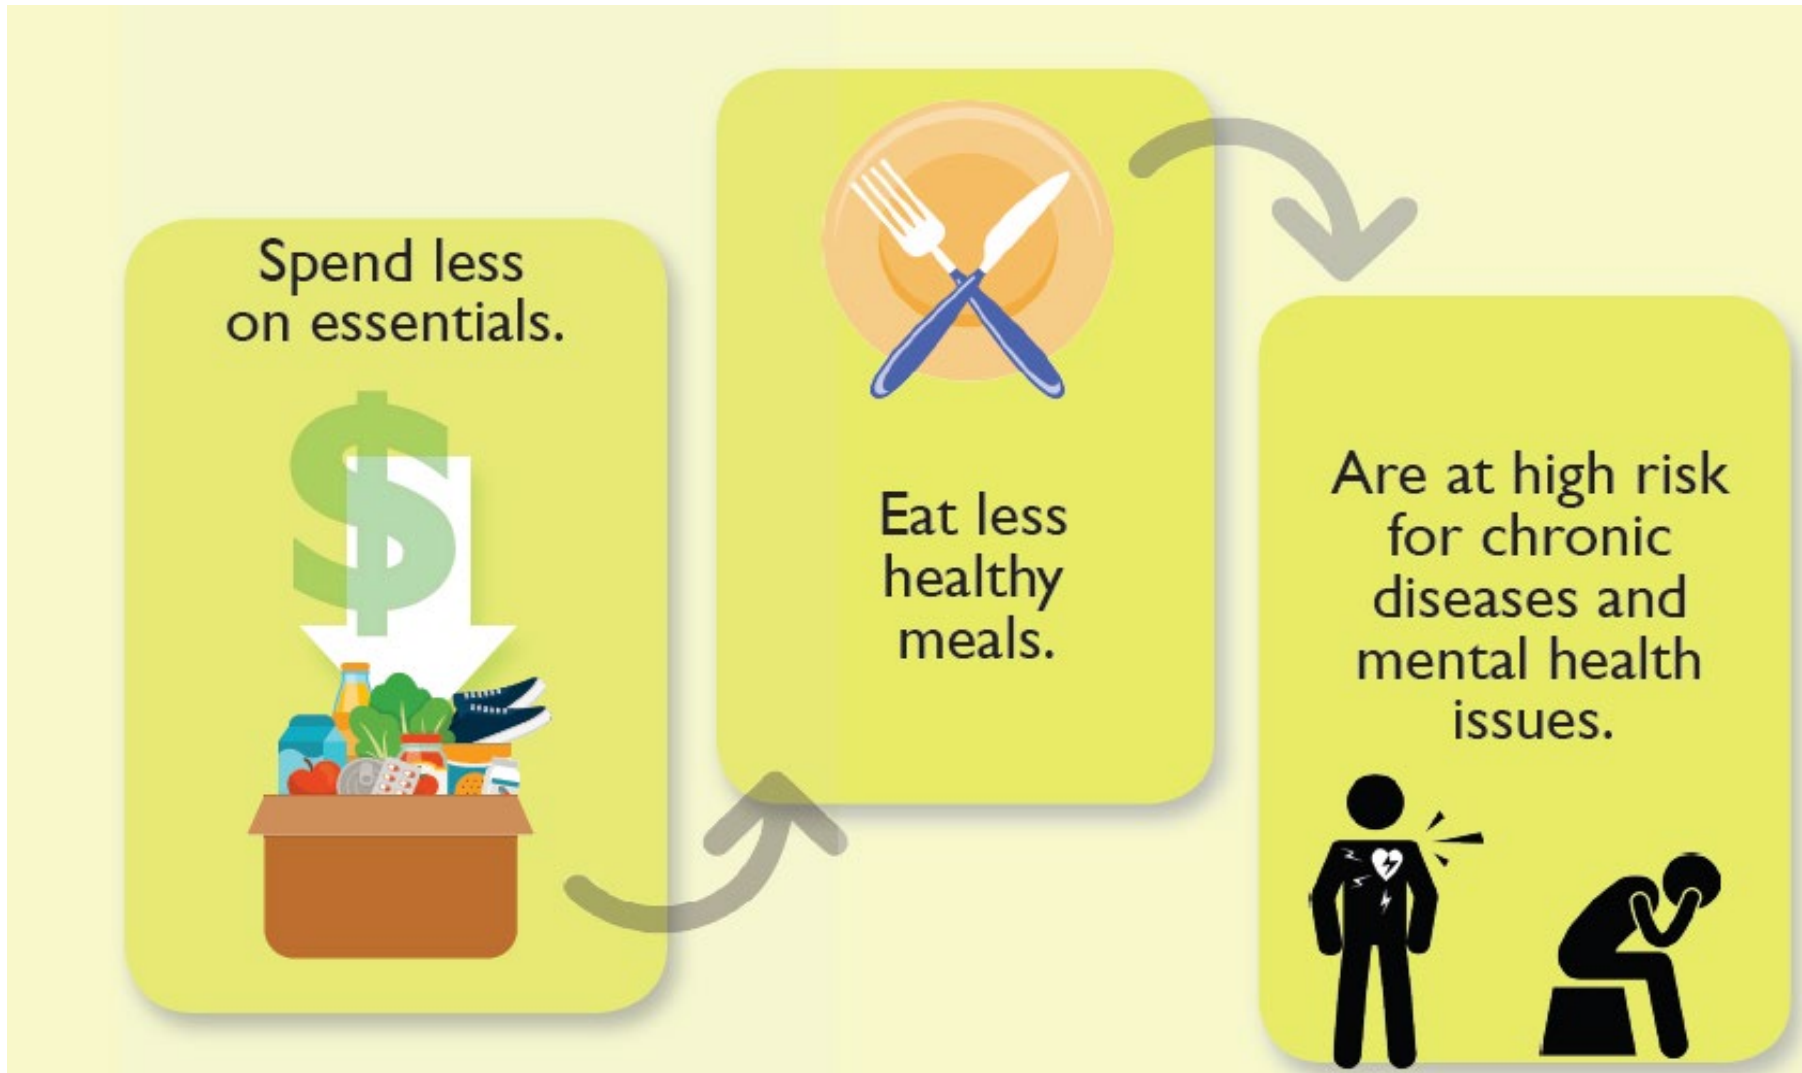 Spend less
on essentials.
Eat less
healthy
meals.
Are at high risk
for chronic
diseases and
mental health
issues.